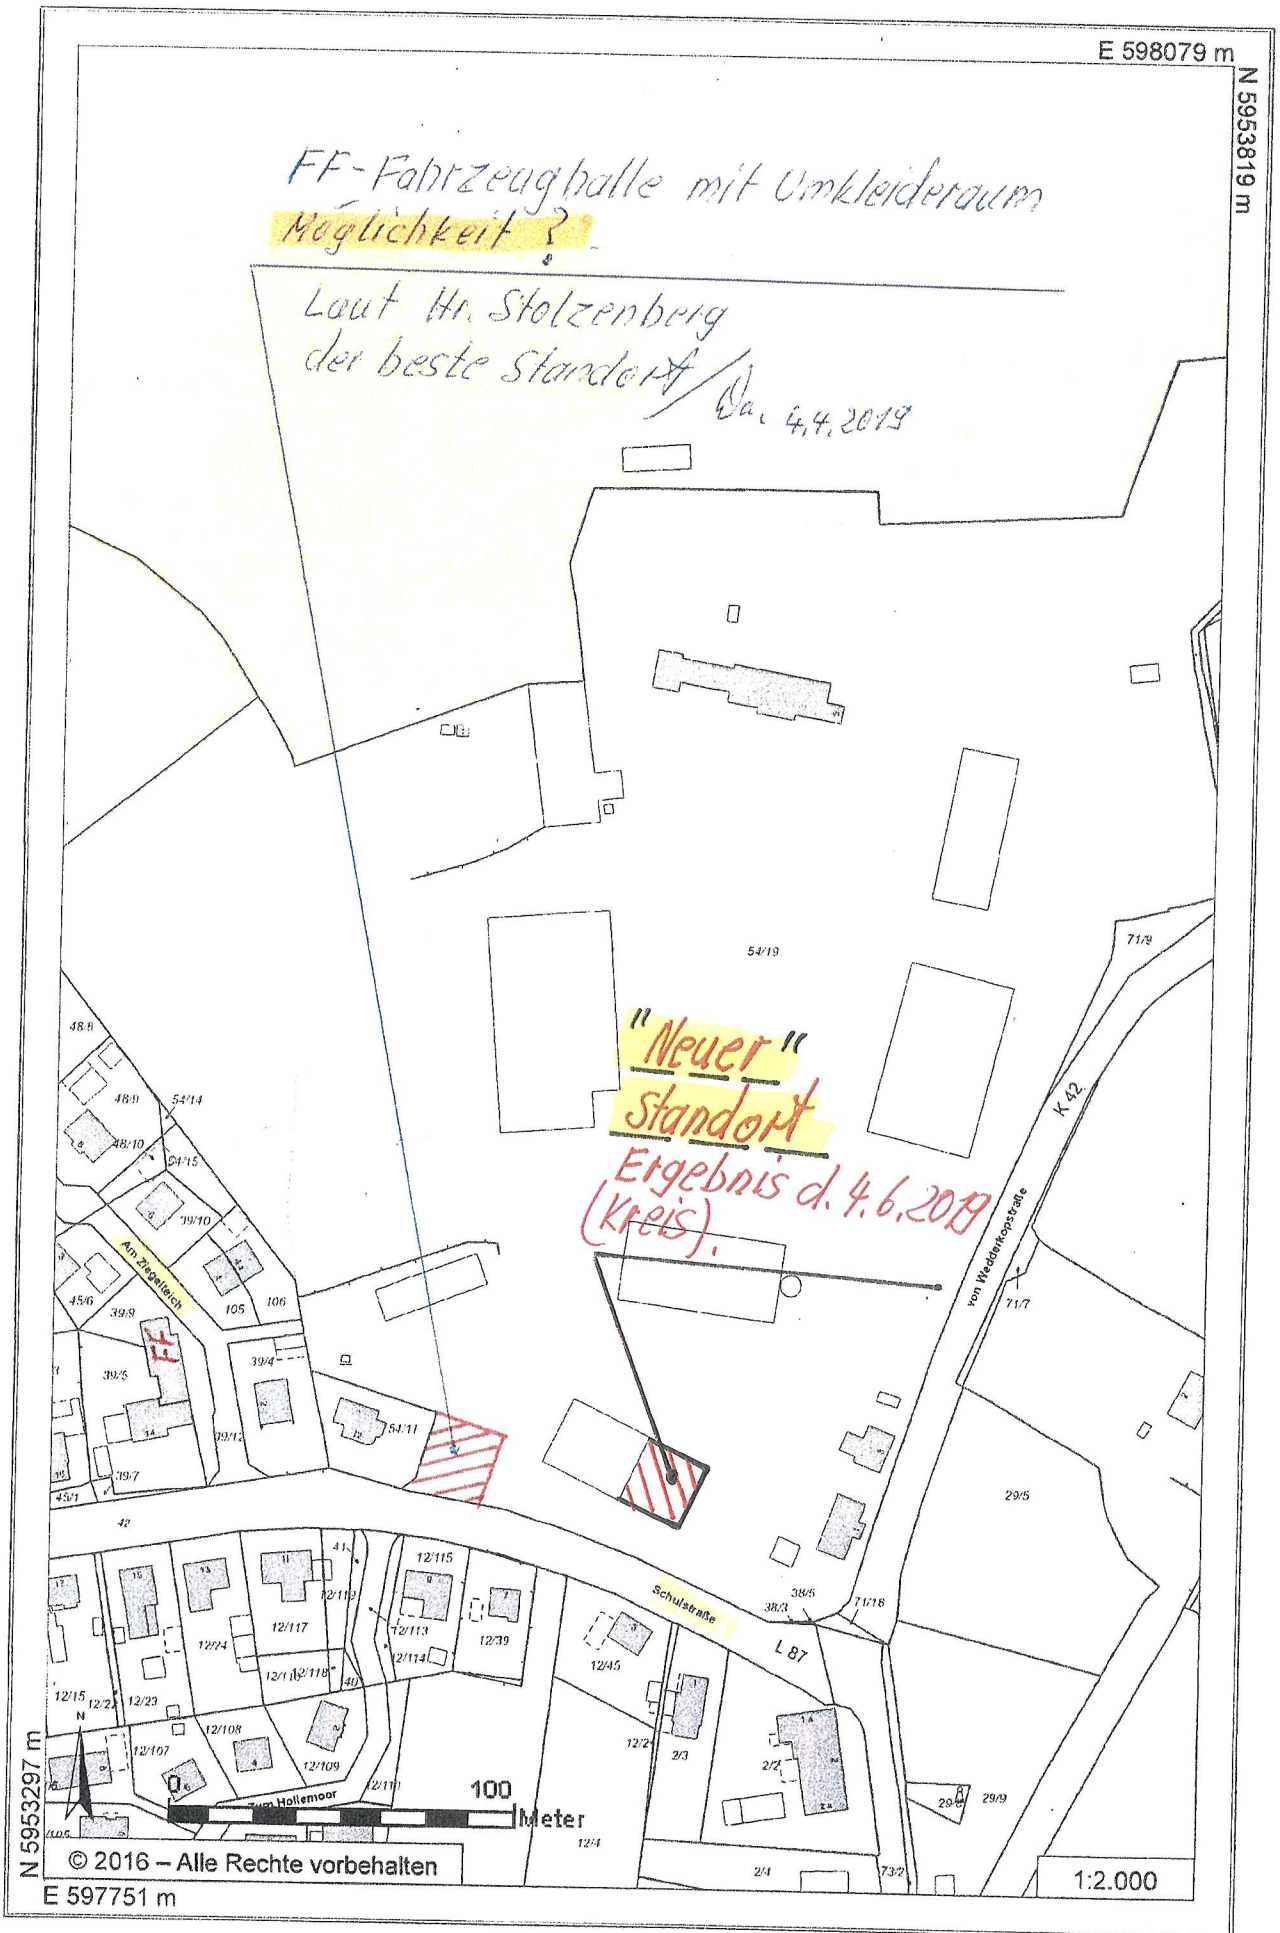 E 598079 m
N 5953819 m
FF-Fahrzeughalle mit Umkleideraum
Möglichkeit ?
Laut Hr. Stolzenberg
der beste Standort
4.4.2019
54/19
71/9
"Neuer"
Standort
Ergebnis d. 4.6.2019
(Kreis).
K 42
von Wedderkopstraße
48/8
48/9
54/14
48/10
54/15
39/10
Am Ziegelteich
45/6
39/9
105
106
71/7
FF
39/4
39/5
54/11
12
39/12
14
39/7
45/1
42
29/5
41
12/115
12/119
Schulstraße
38/5
38/3
71/18
L 87
12/113
12/117
12/39
12/24
12/114
12/45
12/118
40
12/15
12/23
N
12/108
12/107
12/109
2/3
2/2
1a
2a
29/9
Zum Hollemoor
0
100
Meter
12/4
2/4
73/2
N 5953297 m
© 2016 – Alle Rechte vorbehalten
1:2.000
E 597751 m